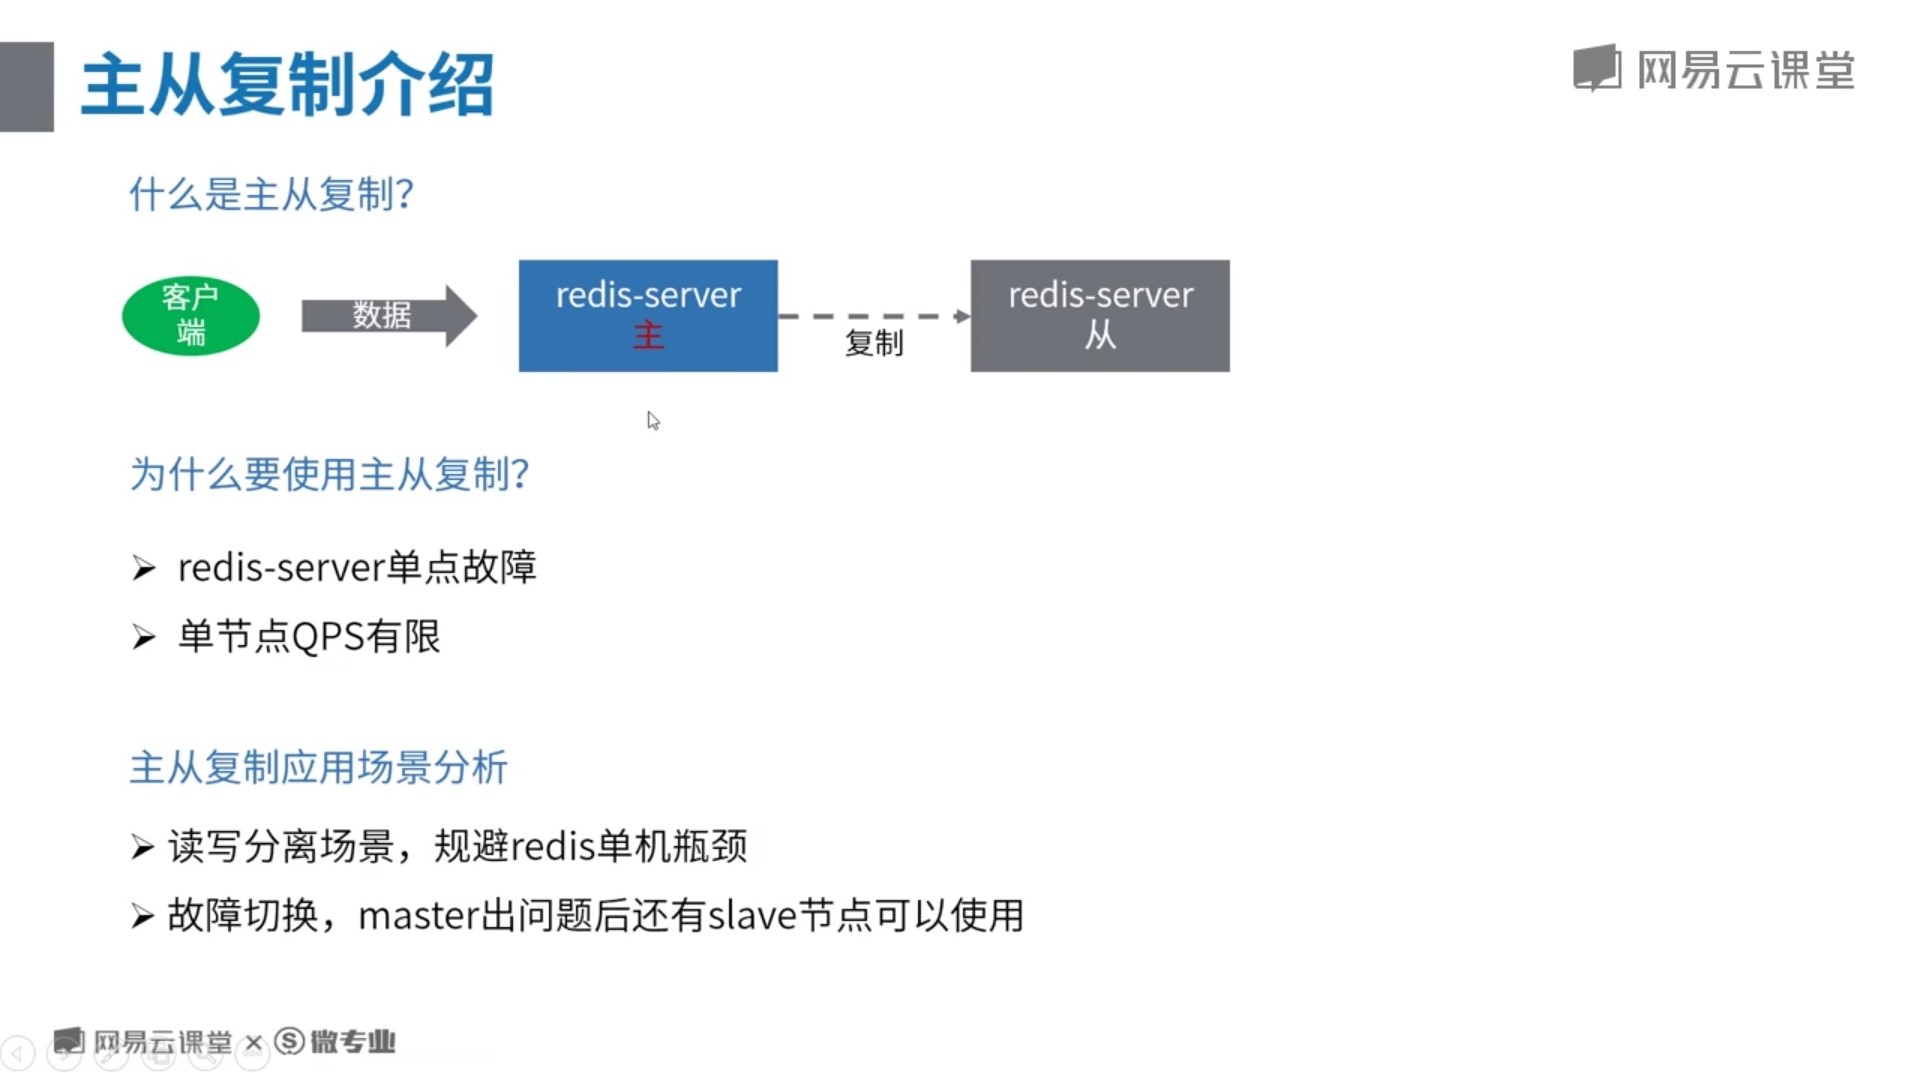 主从复制介绍
网易云课堂
什么是主从复制？
客户
端
数据
redis-server
主
复制
redis-server
从
为什么要使用主从复制？
redis-server单点故障
单节点QPS有限
主从复制应用场景分析
读写分离场景，规避redis单机瓶颈
故障切换，master出问题后还有slave节点可以使用
网易云课堂 × Ⓢ 微专业